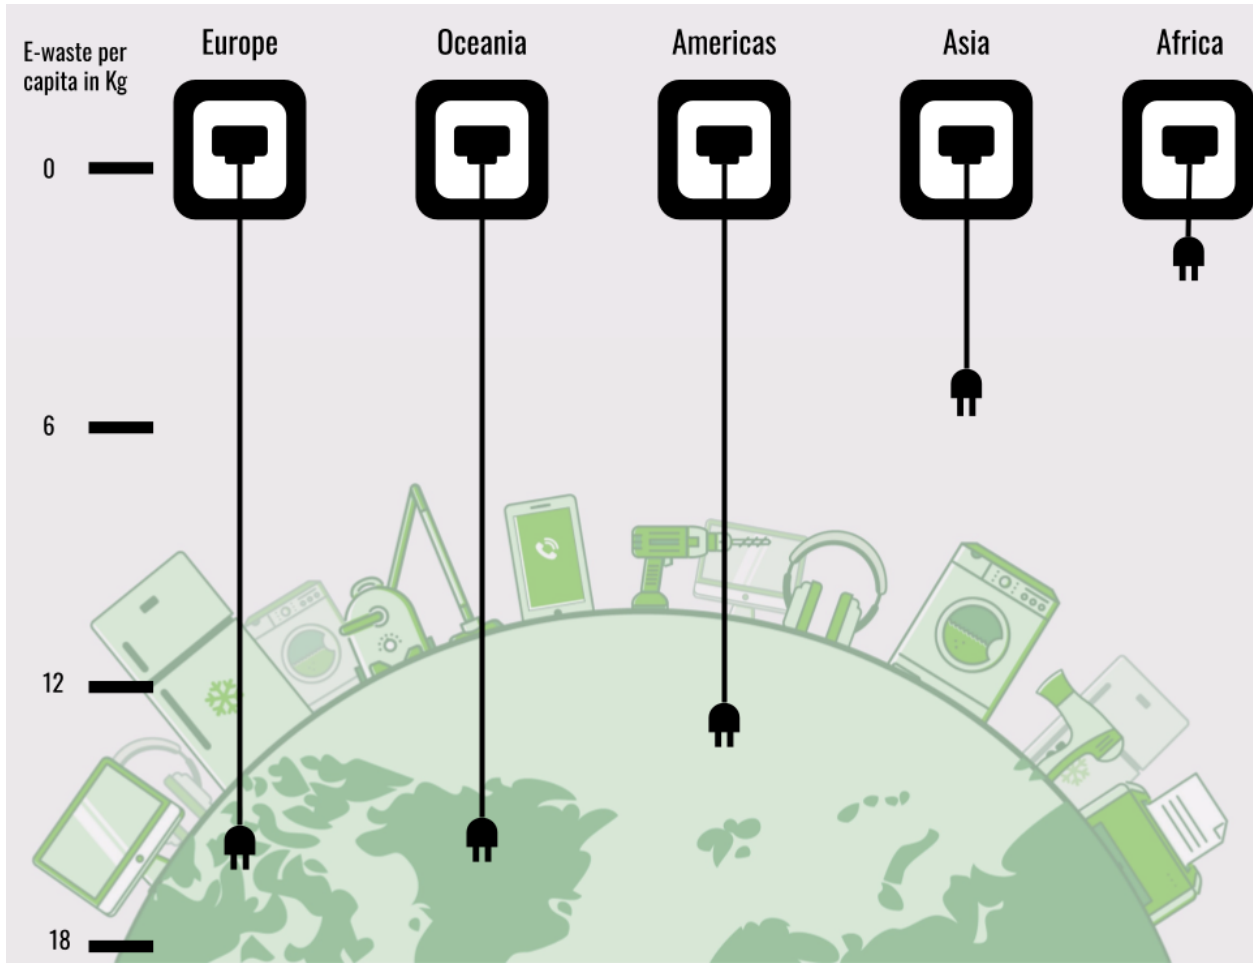 E-waste per
capita in Kg
Europe
Oceania
Americas
Asia
Africa
0
6
12
18